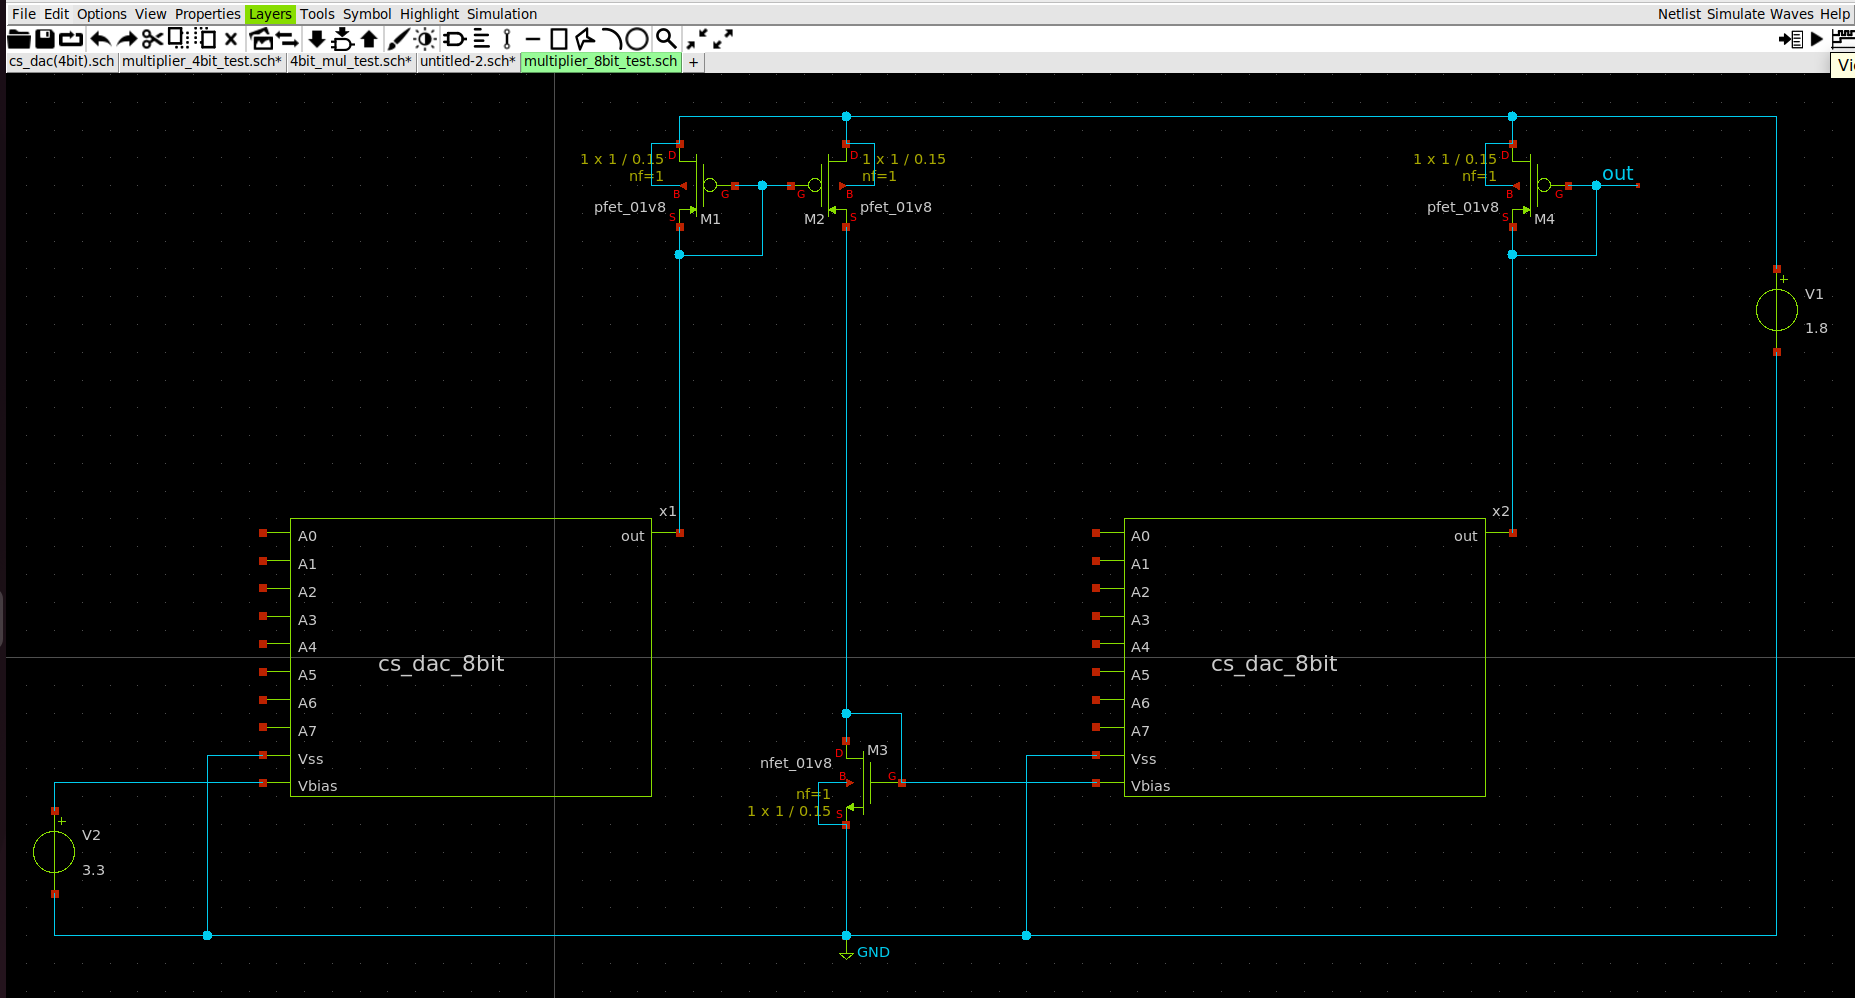 File Edit Options View Properties Layers Tools Symbol Highlight Simulation Netlist Simulate Waves Help
cs_dac(4bit).sch multiplier_4bit_test.sch* 4bit_mul_test.sch* untitled-2.sch* multiplier_8bit_test.sch +
1 x 1 / 0.15 D
nf=1
B G
pfet_01v8 S M1
D 1 x 1 / 0.15
nf=1
G B
M2 S pfet_01v8
1 x 1 / 0.15 D
nf=1
B G
pfet_01v8 S M4
out
+
V1
1.8
x1
A0 out
A1
A2
A3
A4
cs_dac_8bit
A5
A6
A7
Vss
Vbias
x2
A0 out
A1
A2
A3
A4
cs_dac_8bit
A5
A6
A7
Vss
Vbias
D M3
nfet_01v8
B G
nf=1
1 x 1 / 0.15 S
+
V2
3.3
GND